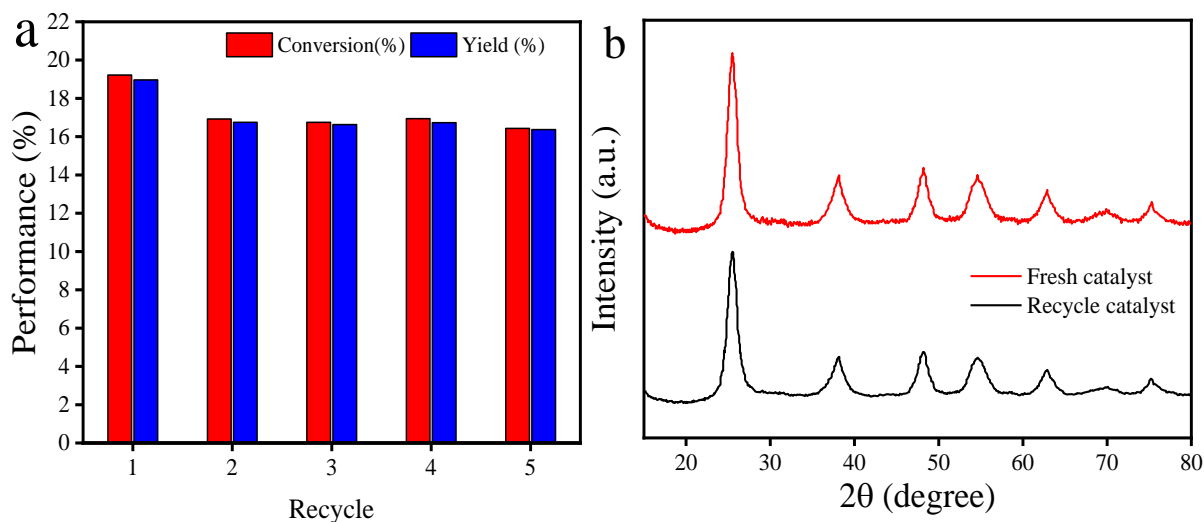 a
Performance (%)
22
20
18
16
14
12
10
8
6
4
2
0
Conversion(%) Yield (%)
1 2 3 4 5
Recycle
b
Intensity (a.u.)
Fresh catalyst
Recycle catalyst
20 30 40 50 60 70 80
2θ (degree)